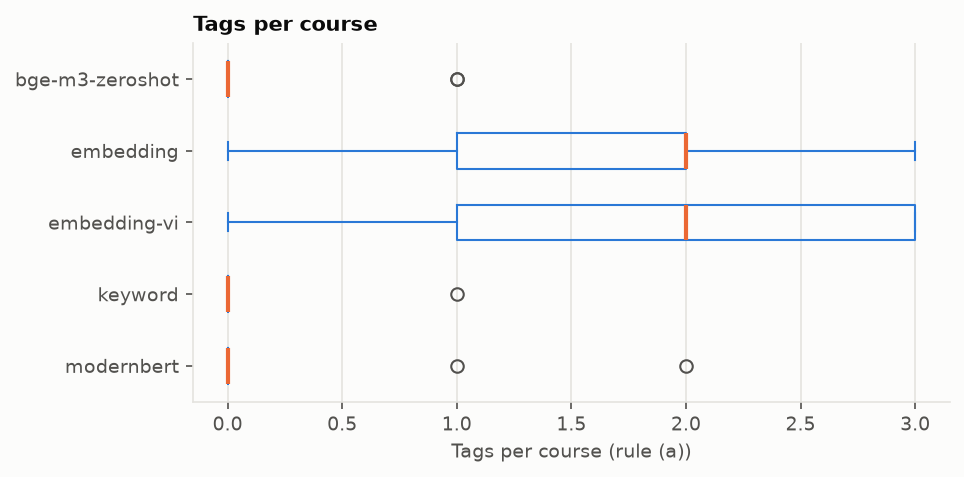 Tags per course
bge-m3-zeroshot
embedding
embedding-vi
keyword
modernbert
0.0 0.5 1.0 1.5 2.0 2.5 3.0
Tags per course (rule (a))